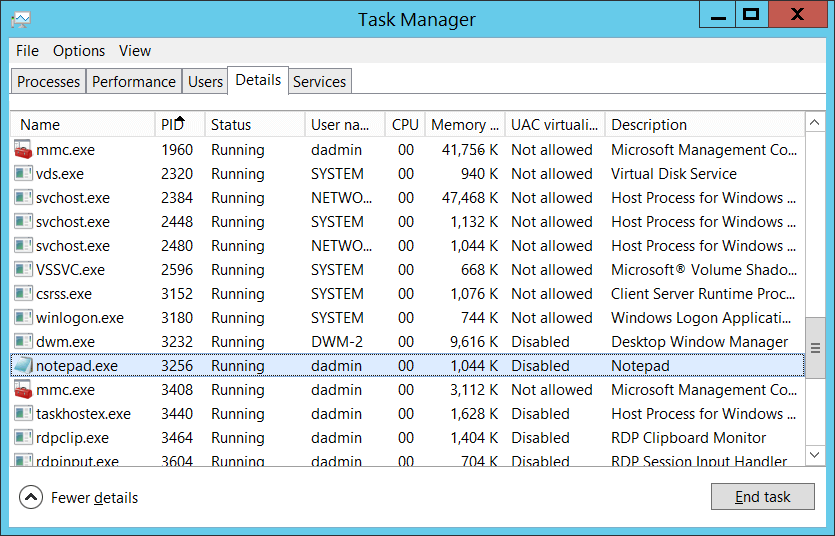 Task Manager
File Options View
Processes Performance Users Details Services
Name PID Status User na... CPU Memory ... UAC virtuali... Description
mmc.exe 1960 Running dadmin 00 41,756 K Not allowed Microsoft Management Co...
vds.exe 2320 Running SYSTEM 00 940 K Not allowed Virtual Disk Service
svchost.exe 2384 Running NETWO... 00 47,468 K Not allowed Host Process for Windows ...
svchost.exe 2448 Running SYSTEM 00 1,132 K Not allowed Host Process for Windows ...
svchost.exe 2480 Running NETWO... 00 1,044 K Not allowed Host Process for Windows ...
VSSVC.exe 2596 Running SYSTEM 00 668 K Not allowed Microsoft® Volume Shado...
csrss.exe 3152 Running SYSTEM 00 1,076 K Not allowed Client Server Runtime Proc...
winlogon.exe 3180 Running SYSTEM 00 744 K Not allowed Windows Logon Applicati...
dwm.exe 3232 Running DWM-2 00 9,616 K Disabled Desktop Window Manager
notepad.exe 3256 Running dadmin 00 1,044 K Disabled Notepad
mmc.exe 3408 Running dadmin 00 3,112 K Not allowed Microsoft Management Co...
taskhostex.exe 3440 Running dadmin 00 1,628 K Disabled Host Process for Windows ...
rdpclip.exe 3464 Running dadmin 00 1,404 K Disabled RDP Clipboard Monitor
rdpinput.exe 3604 Running dadmin 00 704 K Disabled RDP Session Input Handler
Fewer details End task